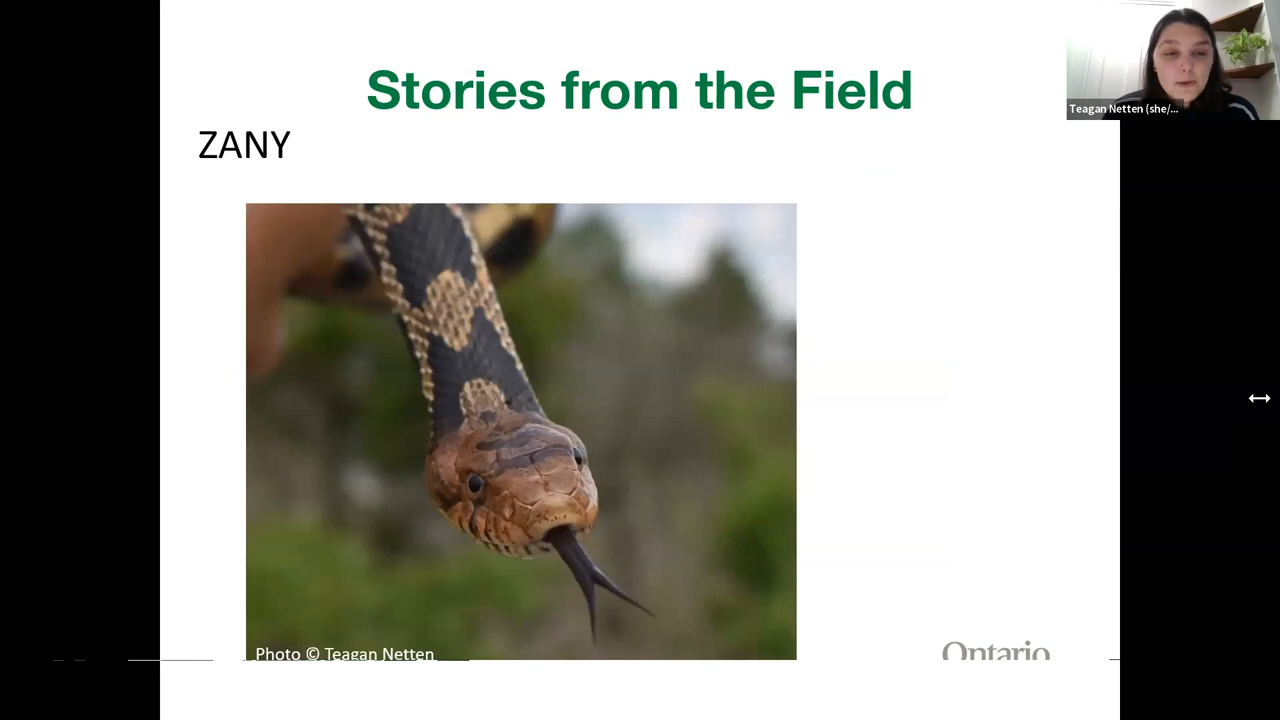 Stories from the Field
Teagan Netten (she/...
ZANY
Photo © Teagan Netten
Ontario